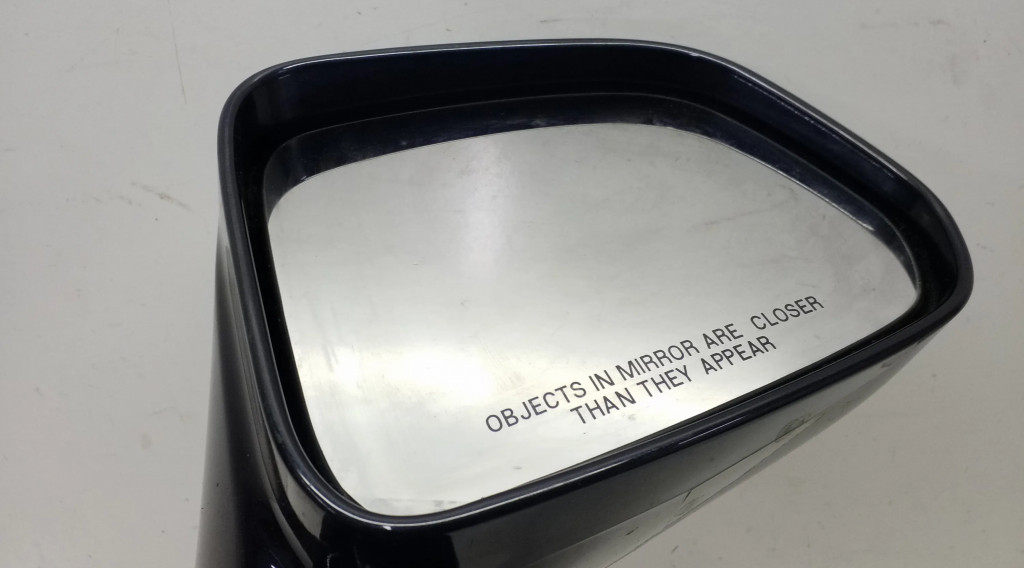 OBJECTS IN MIRROR ARE CLOSER
THAN THEY APPEAR